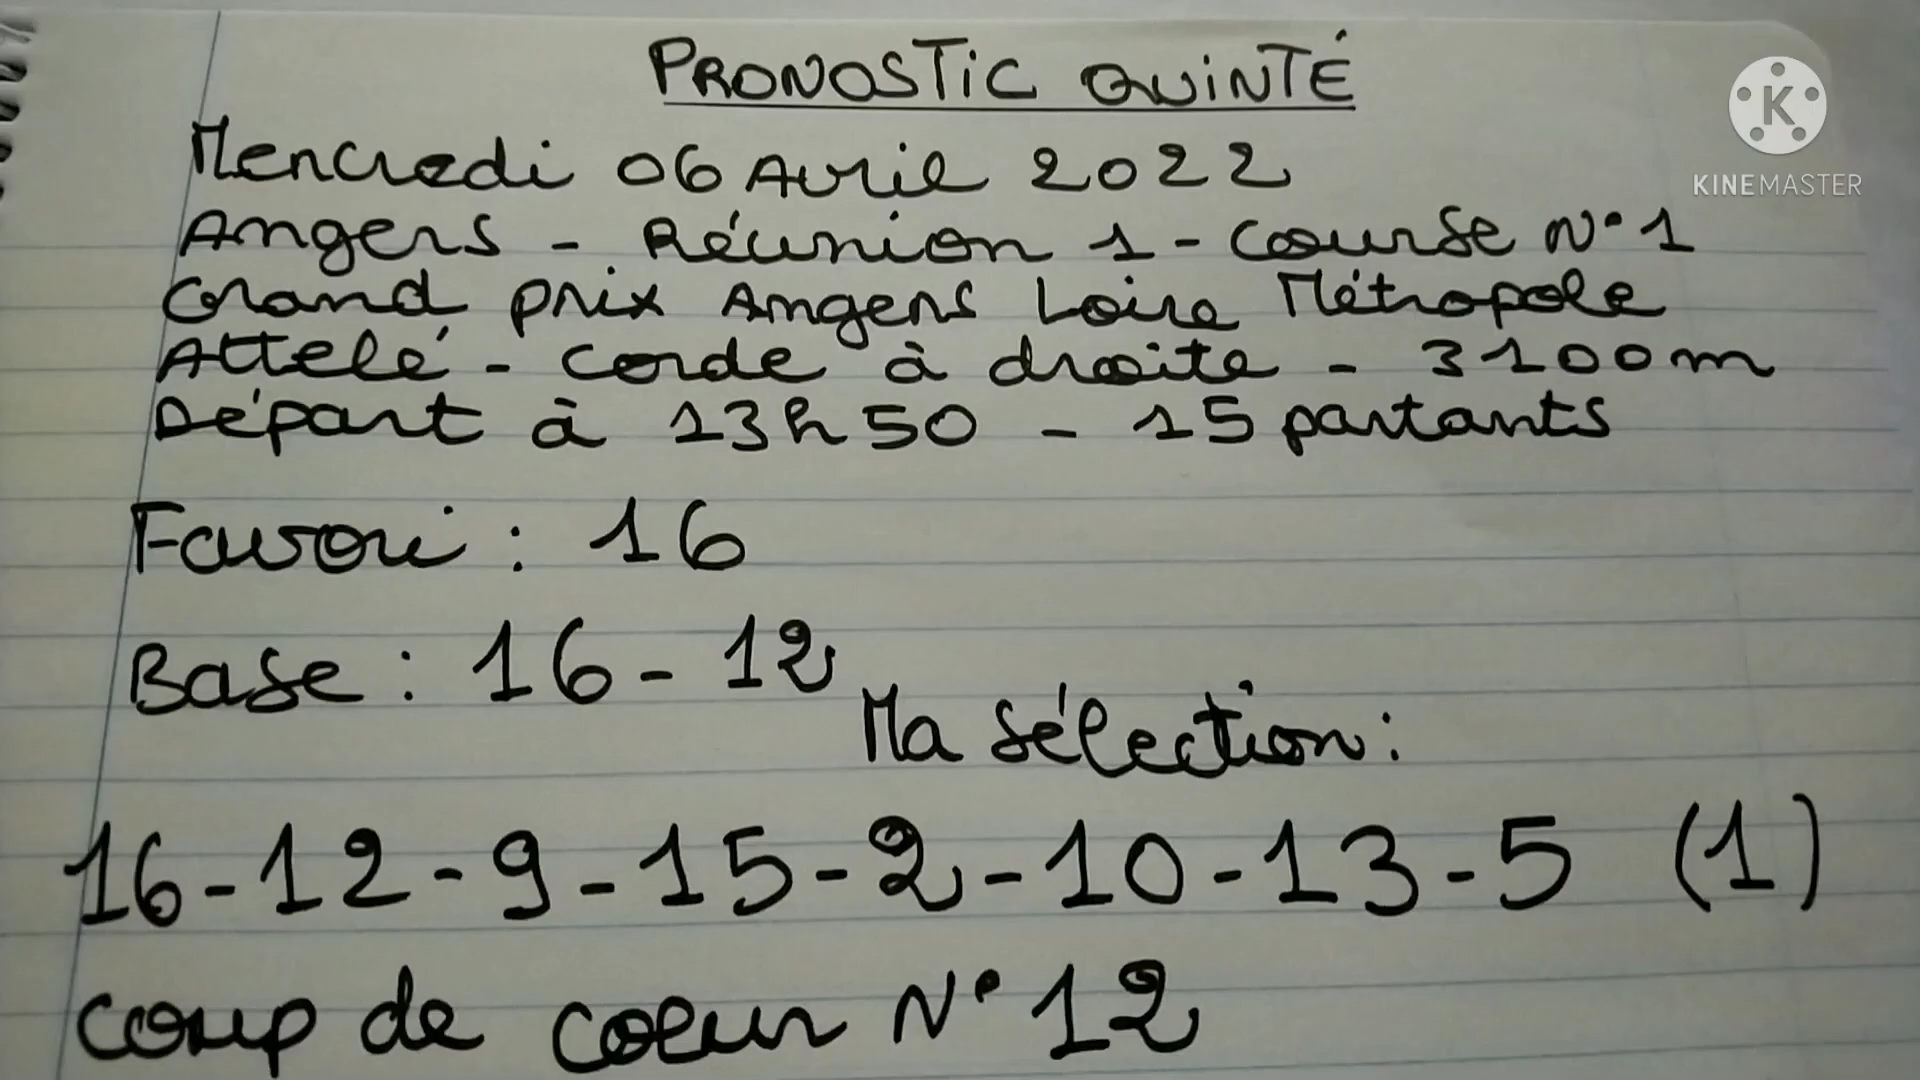 PRONOSTIC QUINTÉ
Mercredi 06 Avril 2022
Angers - Réunion 1 - Course N°1
Grand prix Angers Loire Métropole
Attelé - Corde à droite - 3100m
Départ à 13h50 - 15 partants
Favori : 16
Base : 16 - 12
Ma sélection :
16 - 12 - 9 - 15 - 2 - 10 - 13 - 5 (1)
Coup de coeur N° 12
K
KINEMASTER